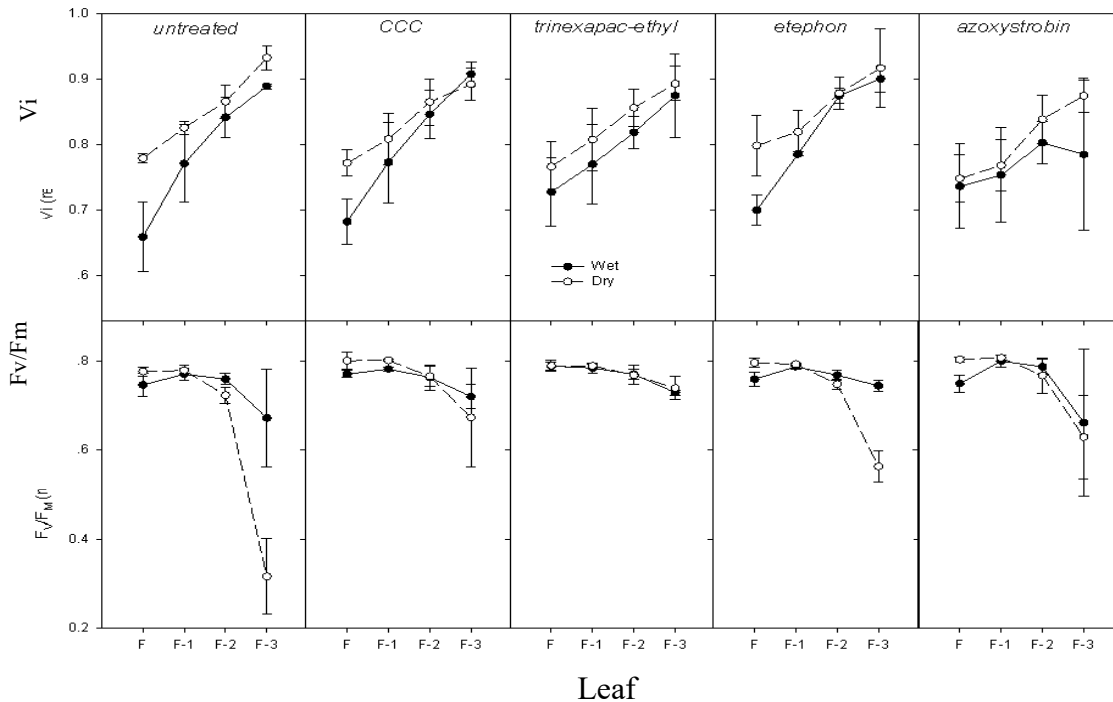 untreated CCC trinexapac-ethyl etephon azoxystrobin
1.0
0.9
0.8
0.7
.6
Vi
Vi (re
Wet
Dry
Fv/Fm
.8
.6
0.4
0.2
Fv/FM (r
F F-1 F-2 F-3 F F-1 F-2 F-3 F F-1 F-2 F-3 F F-1 F-2 F-3 F F-1 F-2 F-3
Leaf